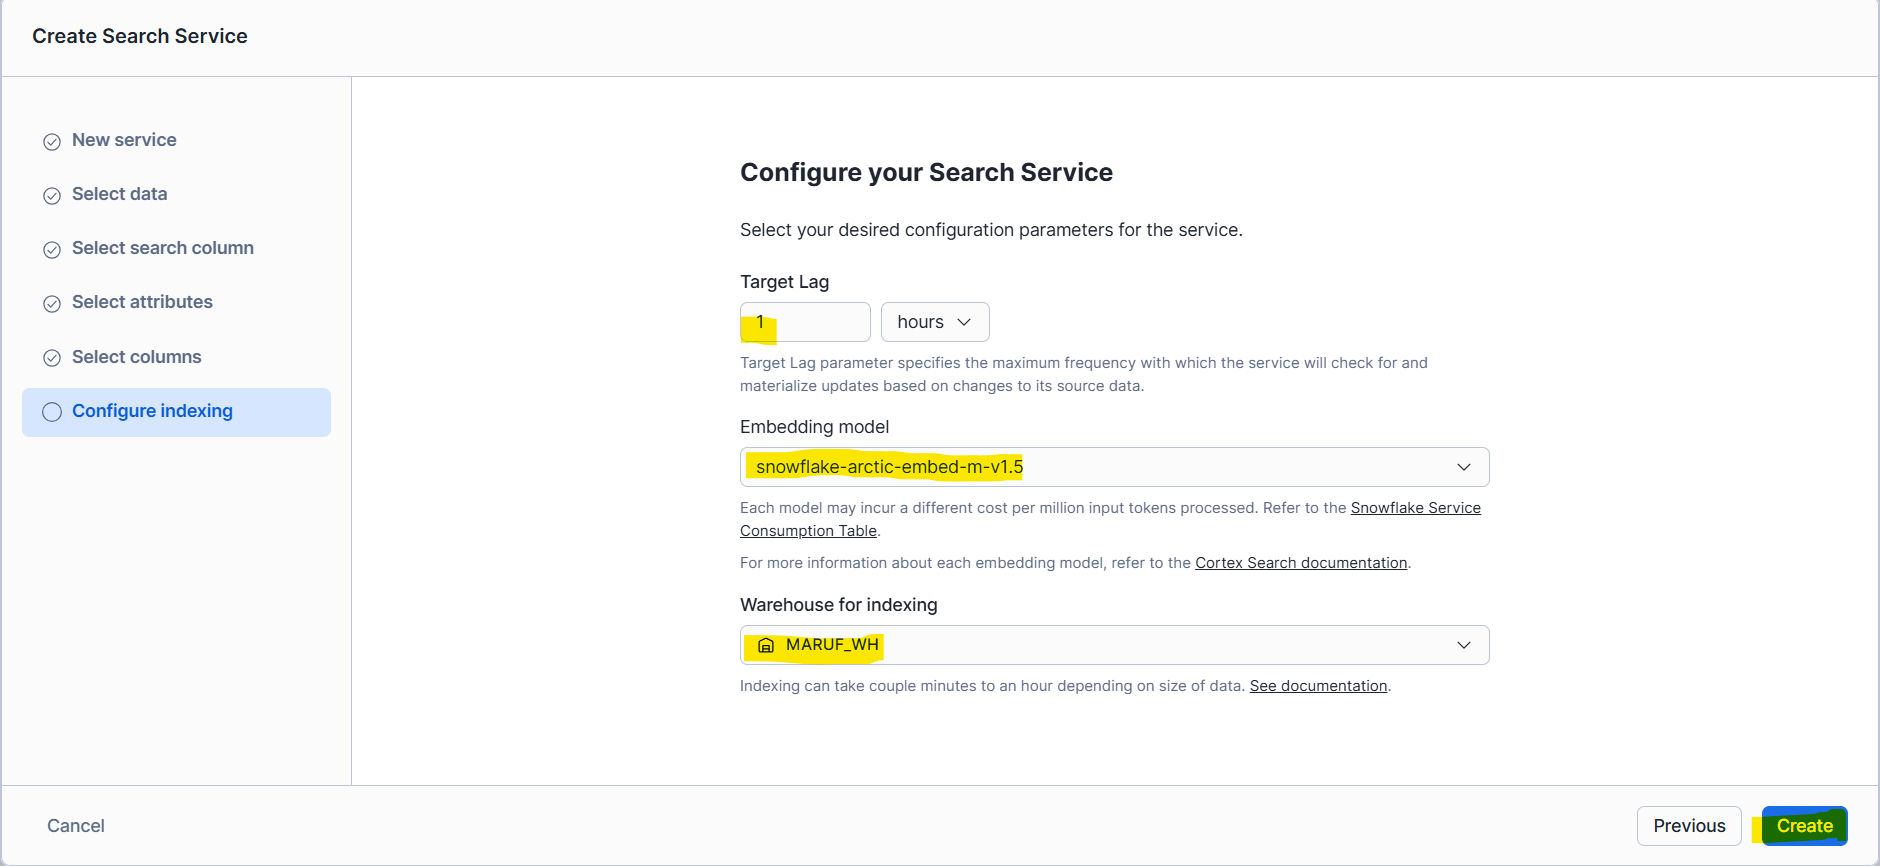 Create Search Service
New service
Select data
Select search column
Select attributes
Select columns
Configure indexing
Configure your Search Service
Select your desired configuration parameters for the service.
Target Lag
1
hours
Target Lag parameter specifies the maximum frequency with which the service will check for and
materialize updates based on changes to its source data.
Embedding model
snowflake-arctic-embed-m-v1.5
Each model may incur a different cost per million input tokens processed. Refer to the Snowflake Service
Consumption Table.
For more information about each embedding model, refer to the Cortex Search documentation.
Warehouse for indexing
MARUF_WH
Indexing can take couple minutes to an hour depending on size of data. See documentation.
Cancel
Previous
Create